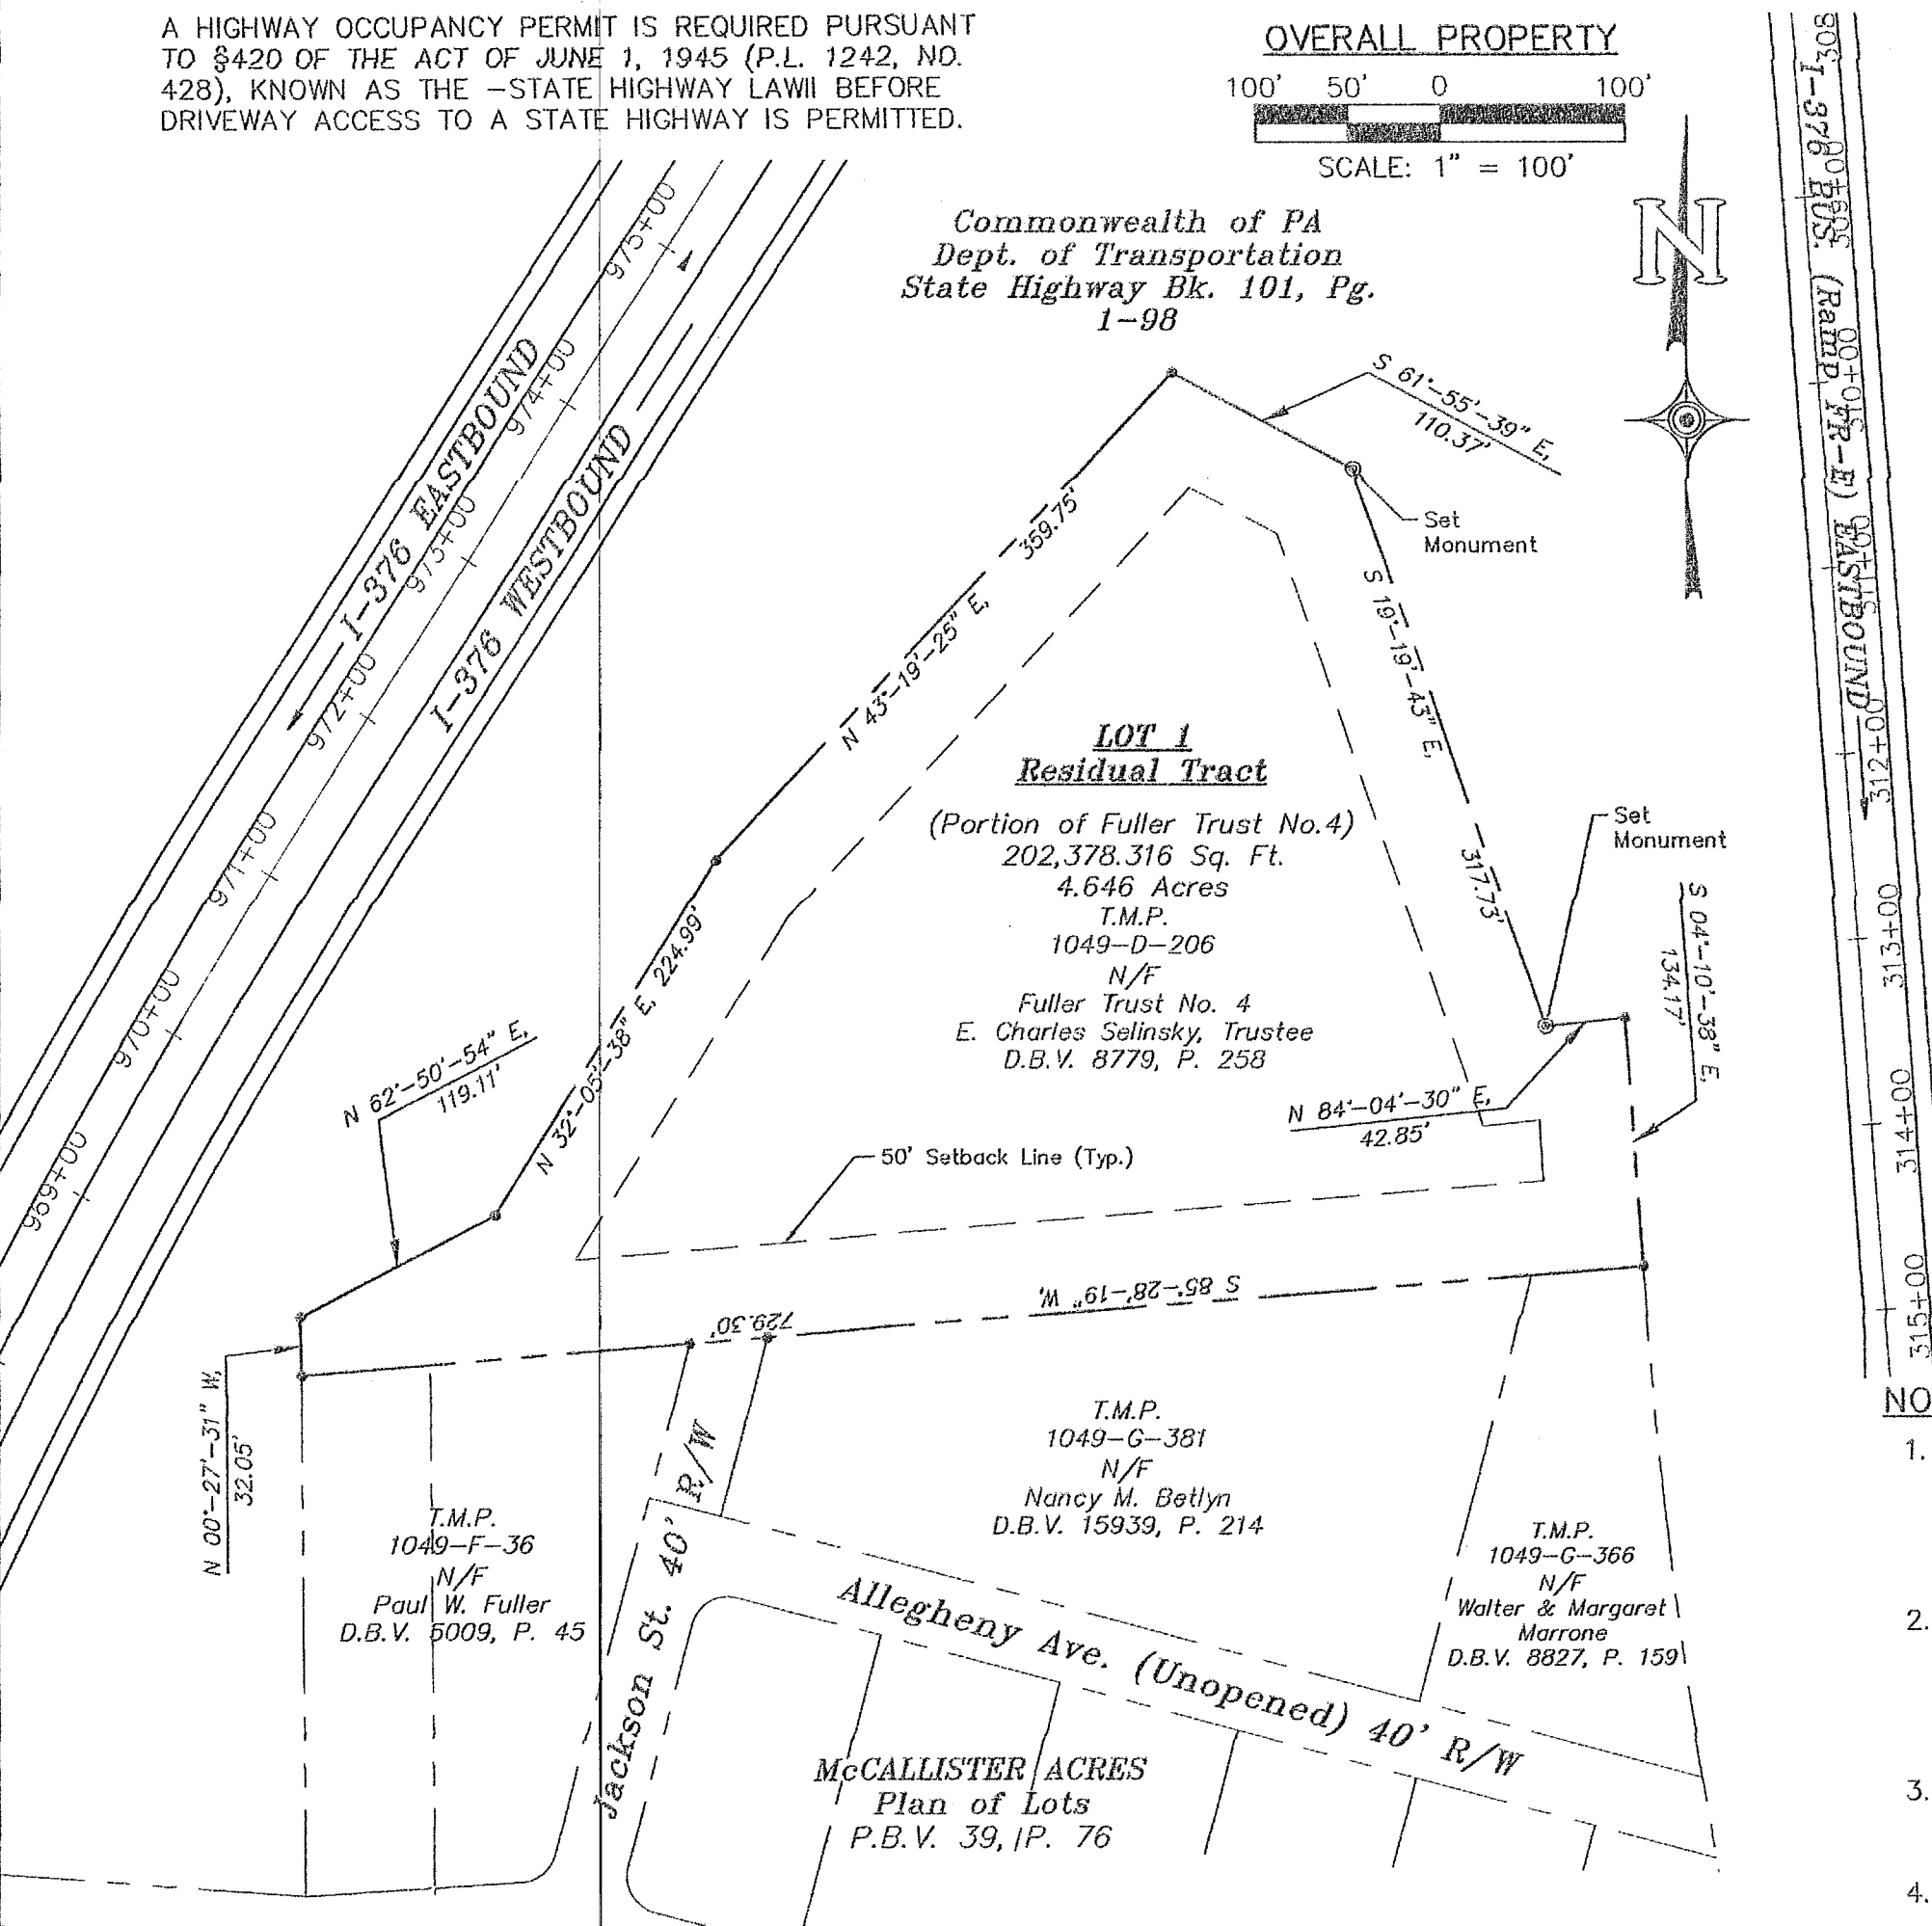 A HIGHWAY OCCUPANCY PERMIT IS REQUIRED PURSUANT
TO §420 OF THE ACT OF JUNE 1, 1945 (P.L. 1242, NO.
428), KNOWN AS THE –STATE HIGHWAY LAWII BEFORE
DRIVEWAY ACCESS TO A STATE HIGHWAY IS PERMITTED.
OVERALL PROPERTY
100' 50' 0 100'
SCALE: 1" = 100'
N
Commonwealth of PA
Dept. of Transportation
State Highway Bk. 101, Pg.
1-98
I-376 EASTBOUND
I-376 WESTBOUND
975+00
974+00
973+00
972+00
971+00
970+00
969+00
I-376 BUS. (Ramp FR-E) EASTBOUND
308
309+00
310+00
311+00
312+00
313+00
314+00
315+00
S 61°-55'-39" E,
110.37'
Set
Monument
359.75'
N 43°-19'-25" E,
S 19°-19'-43" E,
317.73'
LOT 1
Residual Tract
(Portion of Fuller Trust No.4)
202,378.316 Sq. Ft.
4.646 Acres
T.M.P.
1049-D-206
N/F
Fuller Trust No. 4
E. Charles Selinsky, Trustee
D.B.V. 8779, P. 258
Set
Monument
S 04°-10'-38" E,
134.17'
N 84°-04'-30" E,
42.85'
N 32°-05'-38" E, 224.99'
N 62°-50'-54" E,
119.11'
50' Setback Line (Typ.)
S 85°-28'-19" W,
729.30'
N 00°-27'-31" W,
32.05'
T.M.P.
1049-F-36
N/F
Paul W. Fuller
D.B.V. 5009, P. 45
Jackson St. 40' R/W
T.M.P.
1049-G-381
N/F
Nancy M. Betlyn
D.B.V. 15939, P. 214
T.M.P.
1049-G-366
N/F
Walter & Margaret
Marrone
D.B.V. 8827, P. 159
Allegheny Ave. (Unopened) 40' R/W
McCALLISTER ACRES
Plan of Lots
P.B.V. 39, P. 76
NO
1.
2.
3.
4.